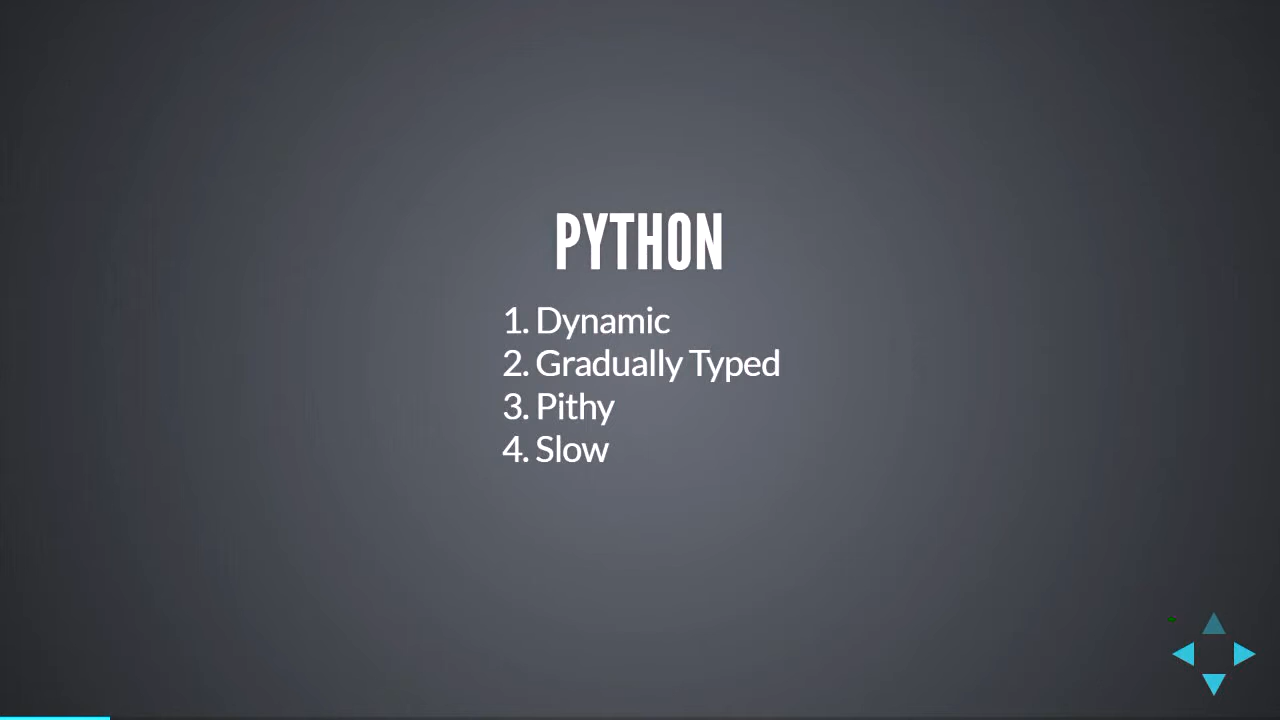 PYTHON
1. Dynamic
2. Gradually Typed
3. Pithy
4. Slow